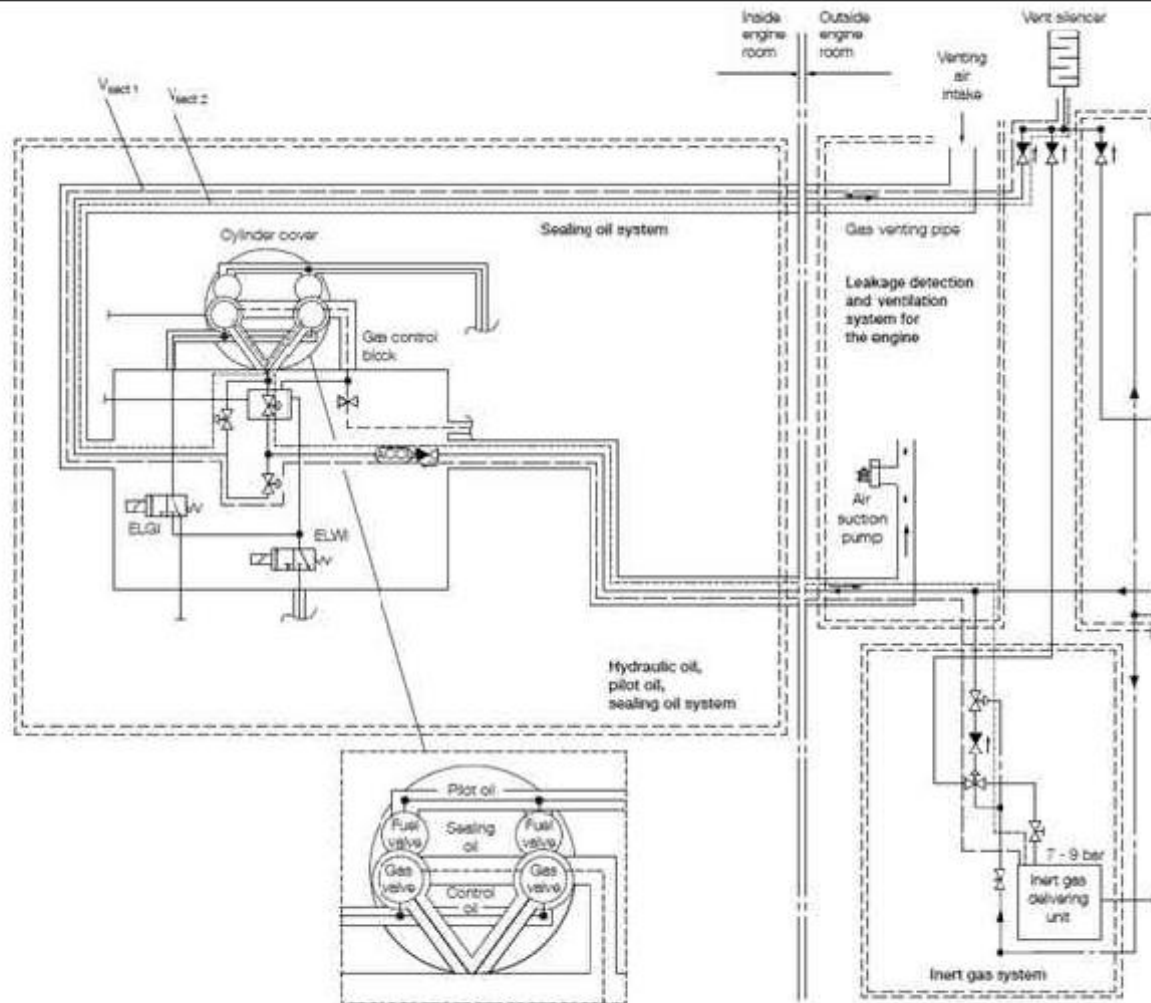 Inside
engine
room
Outside
engine
room
Vent silencer
Venting
air
intake
Vsect 1
Vsect 2
Sealing oil system
Gas venting pipe
Cylinder cover
Leakage detection
and ventilation
system for
the engine
Gas control
block
Air
suction
pump
ELGI
ELWI
Hydraulic oil,
pilot oil,
sealing oil system
Pilot oil
Fuel
valve
Sealing
oil
Fuel
valve
Gas
valve
Control
oil
Gas
valve
7 - 9 bar
Inert gas
delivering
unit
Inert gas system